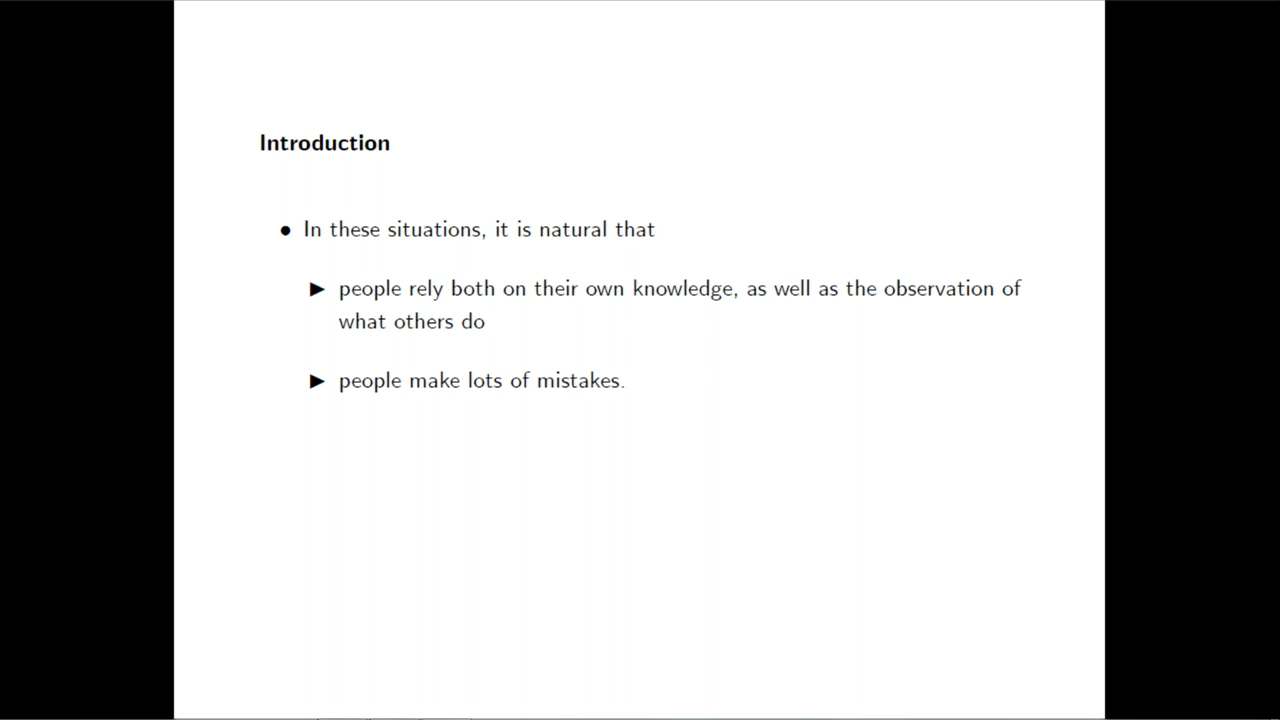 Introduction
● In these situations, it is natural that
▶ people rely both on their own knowledge, as well as the observation of
what others do
▶ people make lots of mistakes.